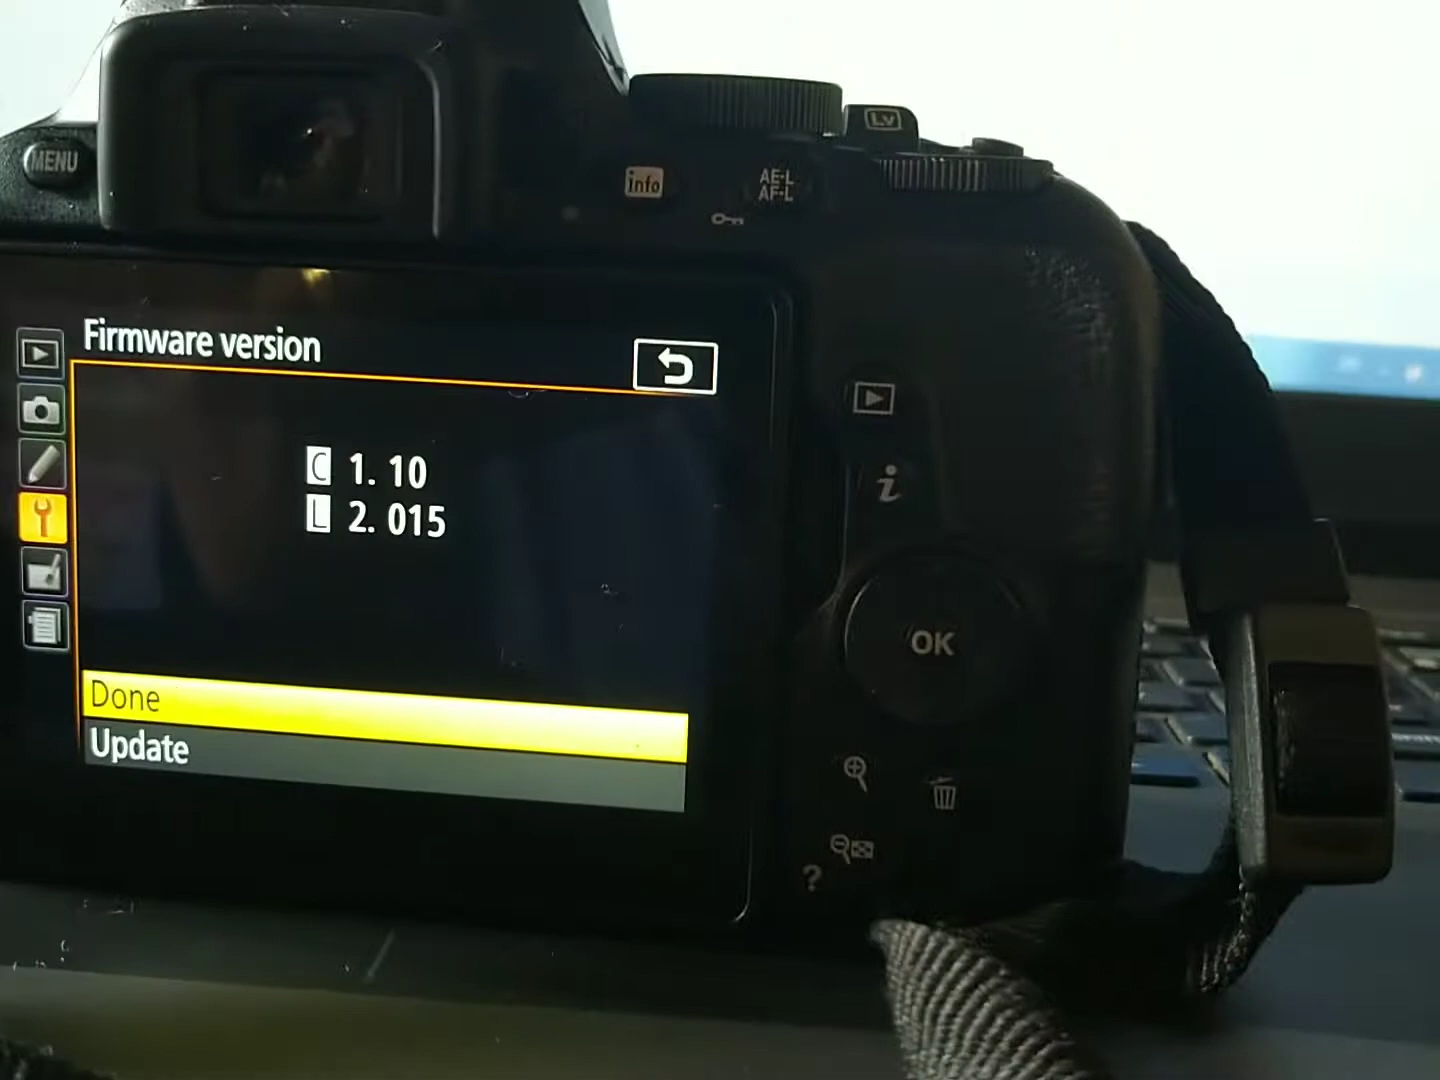 MENU
Lv
info
AE-L
AF-L
Firmware version
C 1. 10
L 2. 015
i
OK
Done
Update
?